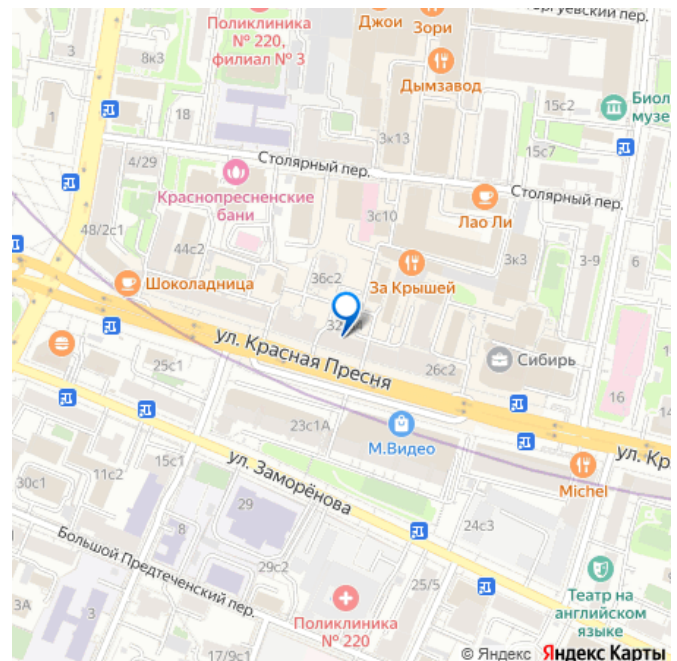 Поликлиника
№ 220,
филиал № 3
Джои
Зори
Дымзавод
3
8к3
1
18
3к13
15с2
Биол
музе
15с7
4/29
Столярный пер.
Столярный пер.
Краснопресненские
бани
3с10
Лао Ли
48/2с1
44с2
36с2
За Крышей
3к3
3-9
6
Шоколадница
ул. Красная Пресня
26с2
Сибирь
25с1
16
23с1А
М.Видео
ул. Кр
Michel
11с2
15с1
30с1
ул. Заморёнова
29
8
24с3
Большой Предтеченский пер.
29с2
25/5
3А
3
Поликлиника
№ 220
Театр на
английском
языке
17/9с1
© Яндекс Яндекс Карты